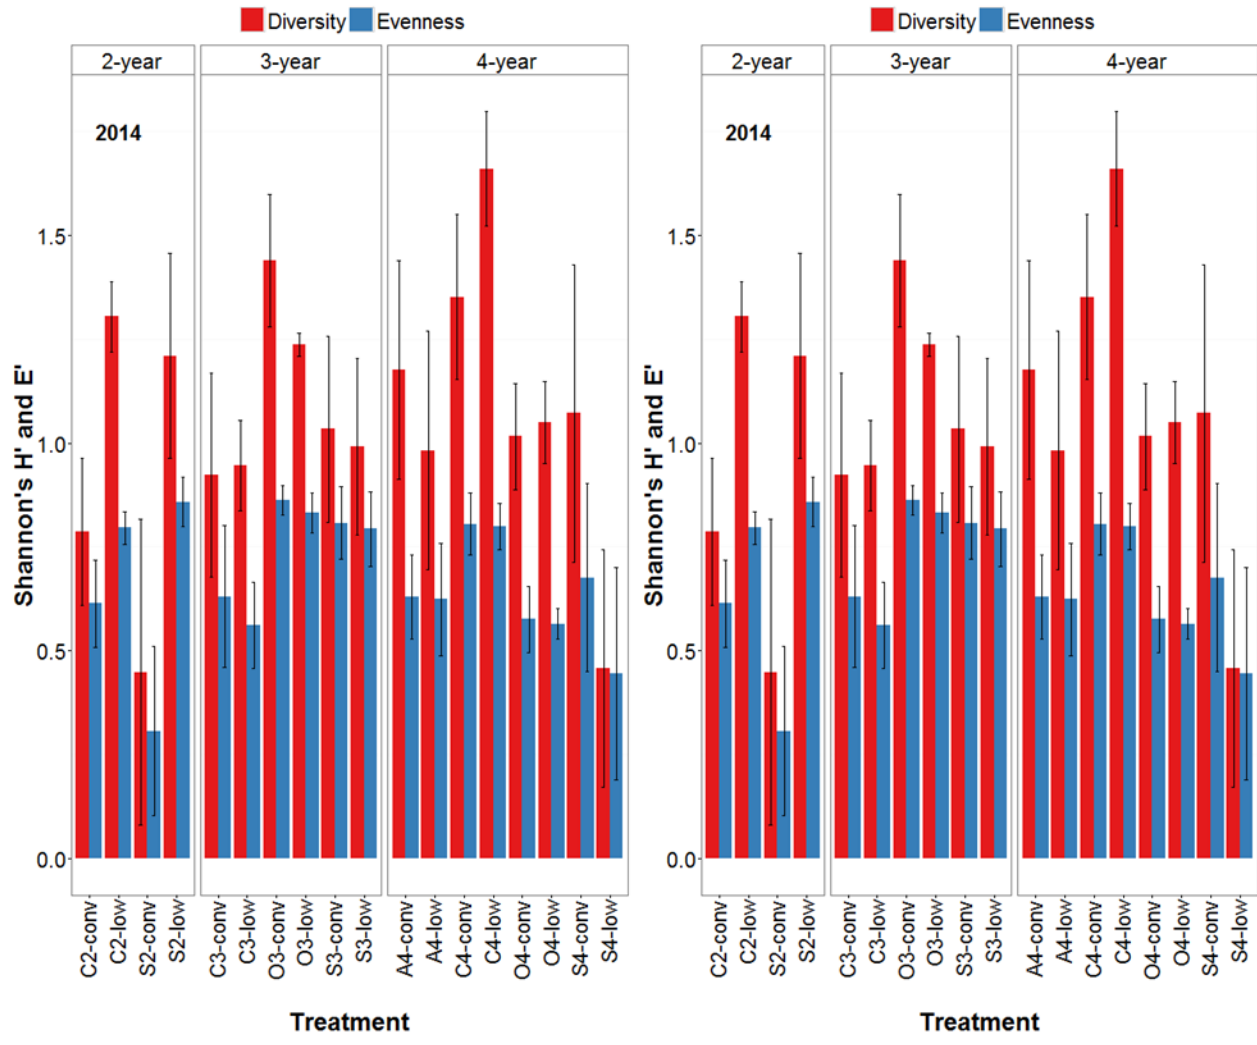 Diversity Evenness
2-year 3-year 4-year
2014
Shannon's H' and E'
1.5
1.0
0.5
0.0
C2-conv
C2-low
S2-conv
S2-low
C3-conv
C3-low
O3-conv
O3-low
S3-conv
S3-low
A4-conv
A4-low
C4-conv
C4-low
O4-conv
O4-low
S4-conv
S4-low
Treatment
Diversity Evenness
2-year 3-year 4-year
2014
Shannon's H' and E'
1.5
1.0
0.5
0.0
C2-conv
C2-low
S2-conv
S2-low
C3-conv
C3-low
O3-conv
O3-low
S3-conv
S3-low
A4-conv
A4-low
C4-conv
C4-low
O4-conv
O4-low
S4-conv
S4-low
Treatment